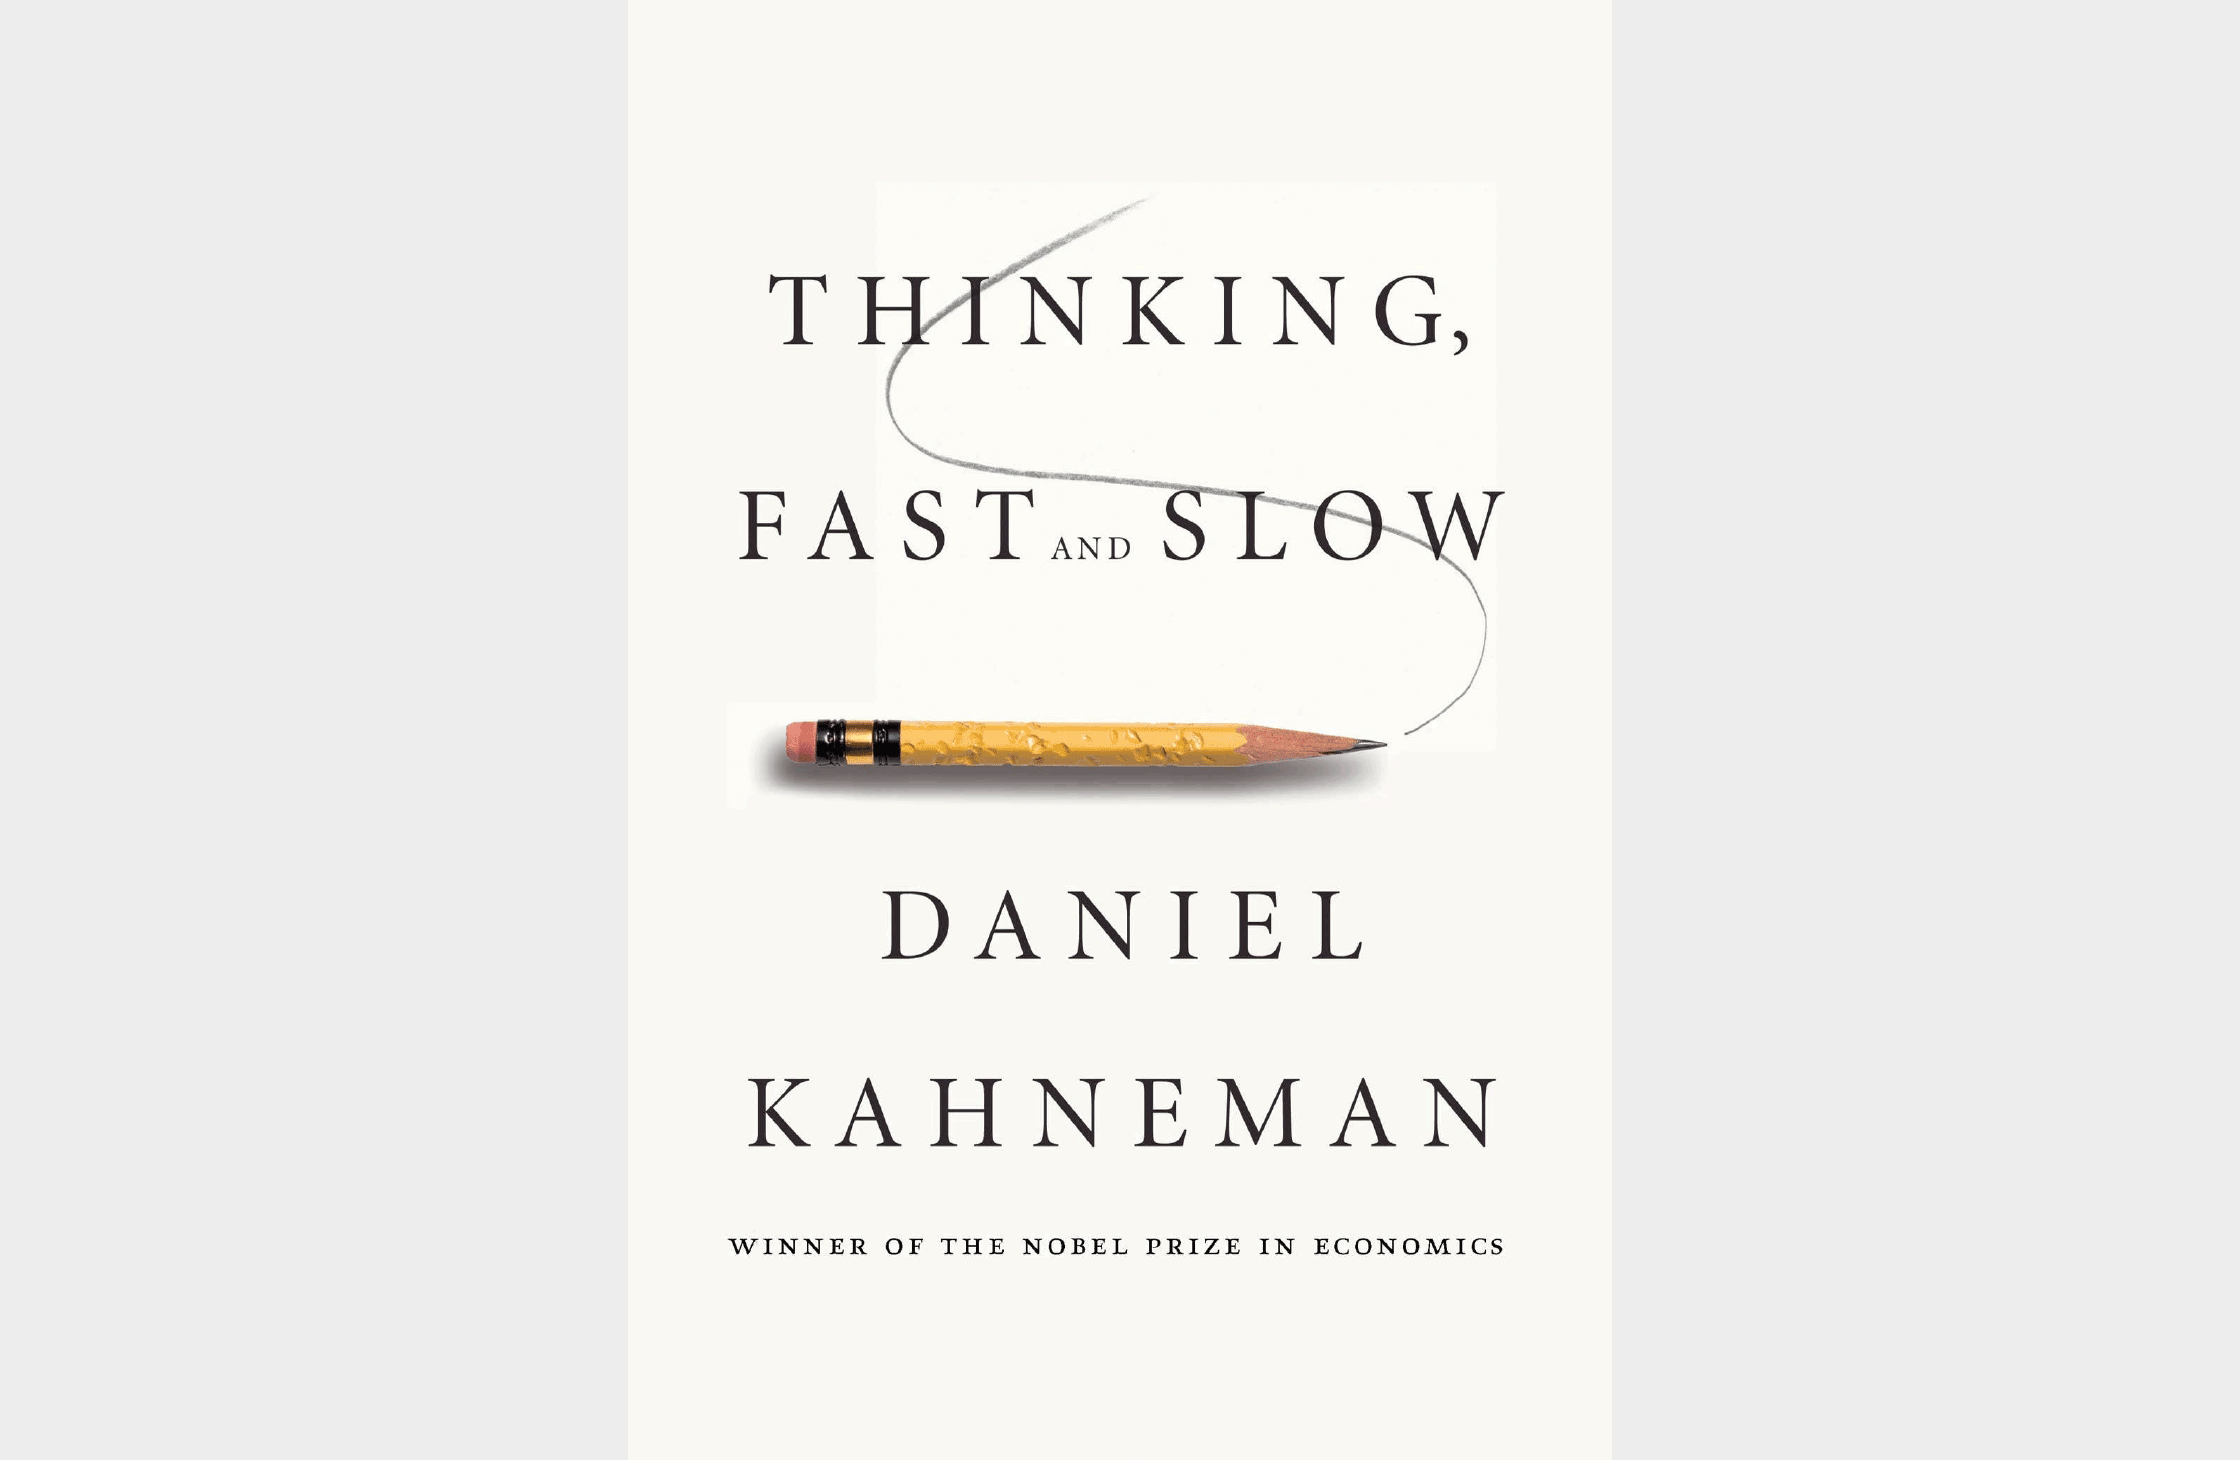 THINKING,
FAST AND SLOW
DANIEL
KAHNEMAN
WINNER OF THE NOBEL PRIZE IN ECONOMICS